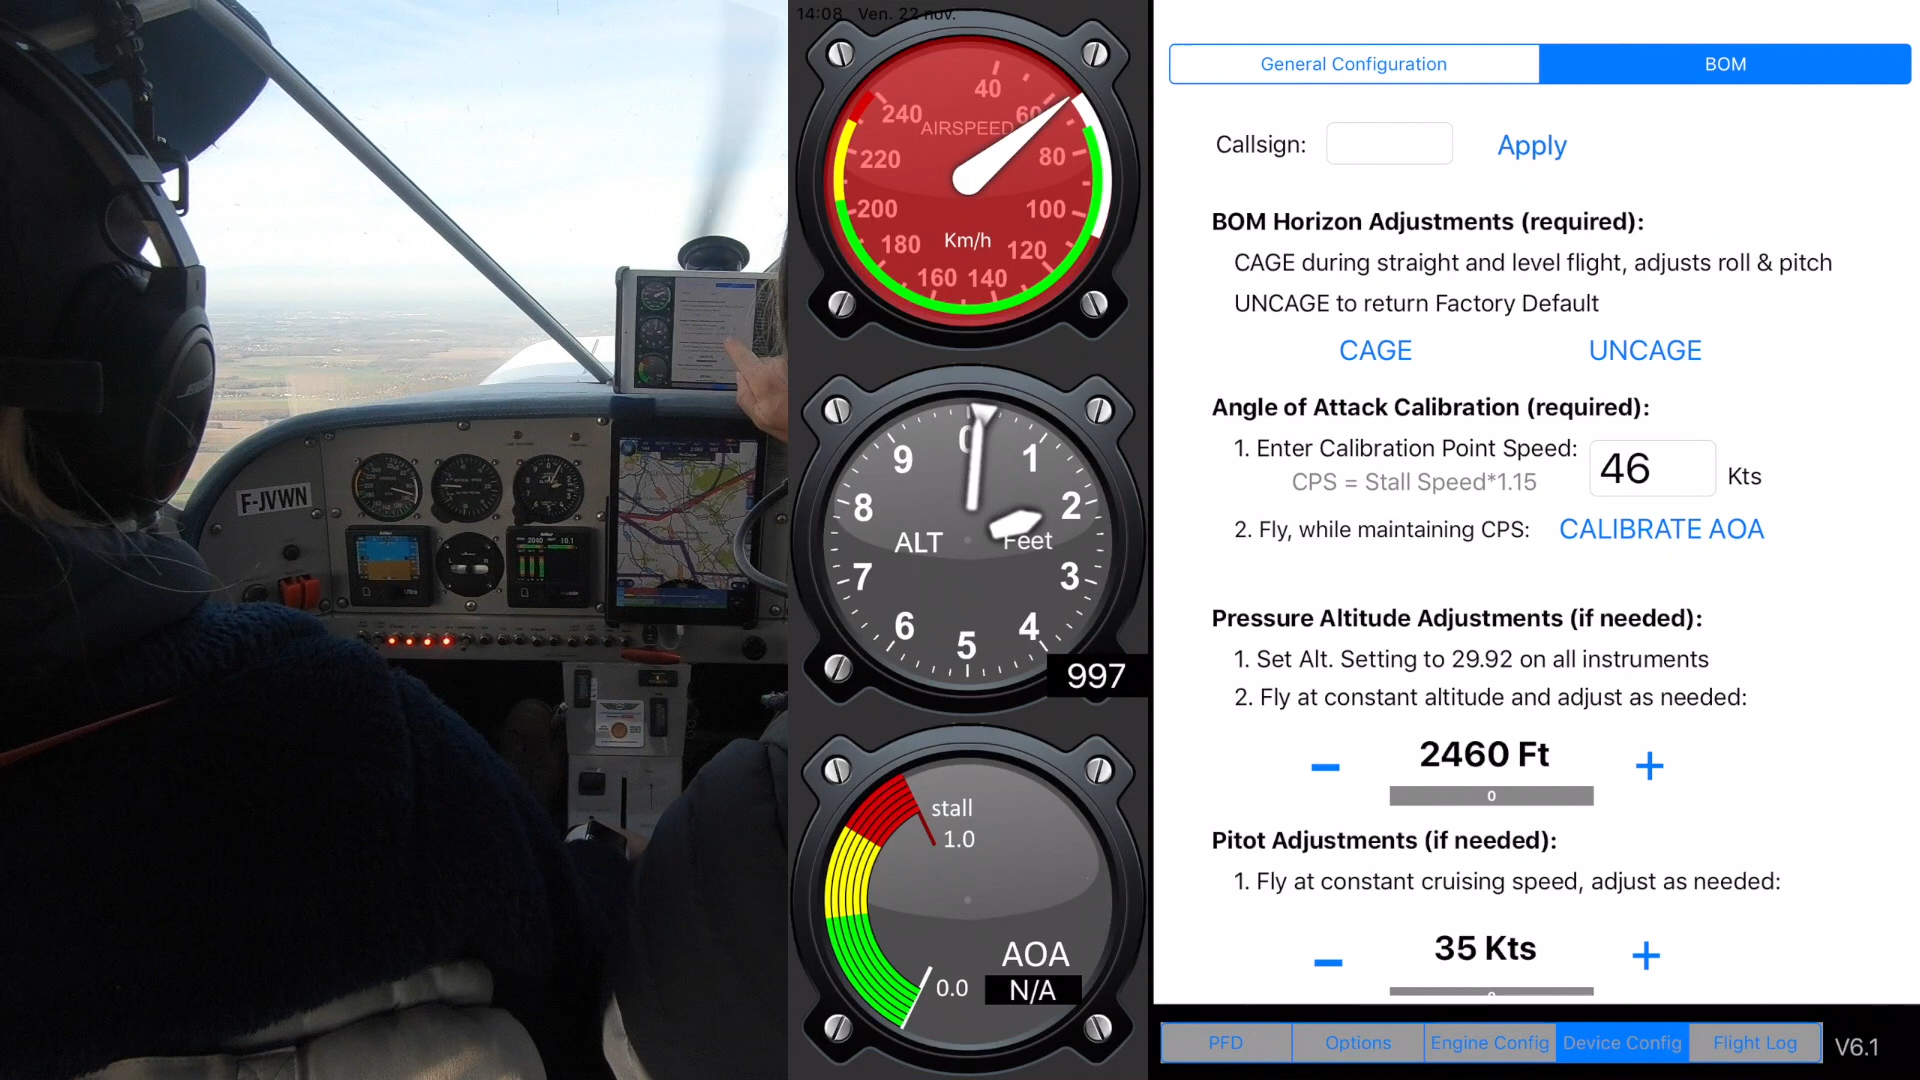 F-JVWN
2040
10.1
14:08 Ven. 22 nov.
40
60
80
100
120
140
160
180
200
220
240
AIRSPEED
Km/h
0
1
2
3
4
5
6
7
8
9
ALT
Feet
997
stall
1.0
0.0
AOA
N/A
General Configuration
BOM
Callsign:
Apply
BOM Horizon Adjustments (required):
CAGE during straight and level flight, adjusts roll & pitch
UNCAGE to return Factory Default
CAGE
UNCAGE
Angle of Attack Calibration (required):
1. Enter Calibration Point Speed:
CPS = Stall Speed*1.15
46
Kts
2. Fly, while maintaining CPS:
CALIBRATE AOA
Pressure Altitude Adjustments (if needed):
1. Set Alt. Setting to 29.92 on all instruments
2. Fly at constant altitude and adjust as needed:
– 2460 Ft +
0
Pitot Adjustments (if needed):
1. Fly at constant cruising speed, adjust as needed:
– 35 Kts +
PFD
Options
Engine Config
Device Config
Flight Log
V6.1